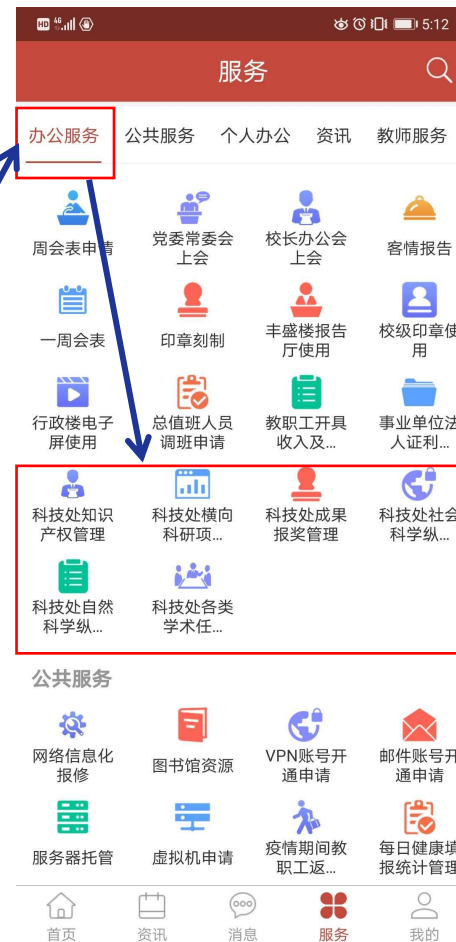 HD 46 5:12
服务
办公服务 公共服务 个人办公 资讯 教师服务
周会表申请 党委常委会 校长办公会 客情报告
上会 上会
一周会表 印章刻制 丰盛楼报告 校级印章使
厅使用 用
行政楼电子 总值班人员 教职工开具 事业单位法
屏使用 调班申请 收入及... 人证利...
科技处知识 科技处横向 科技处成果 科技处社会
产权管理 科研项... 报奖管理 科学纵...
科技处自然 科技处各类
科学纵... 学术任...
公共服务
网络信息化 图书馆资源 VPN账号开 邮件账号开
报修 通申请 通申请
服务器托管 虚拟机申请 疫情期间教 每日健康填
职工返... 报统计管理
首页 资讯 消息 服务 我的